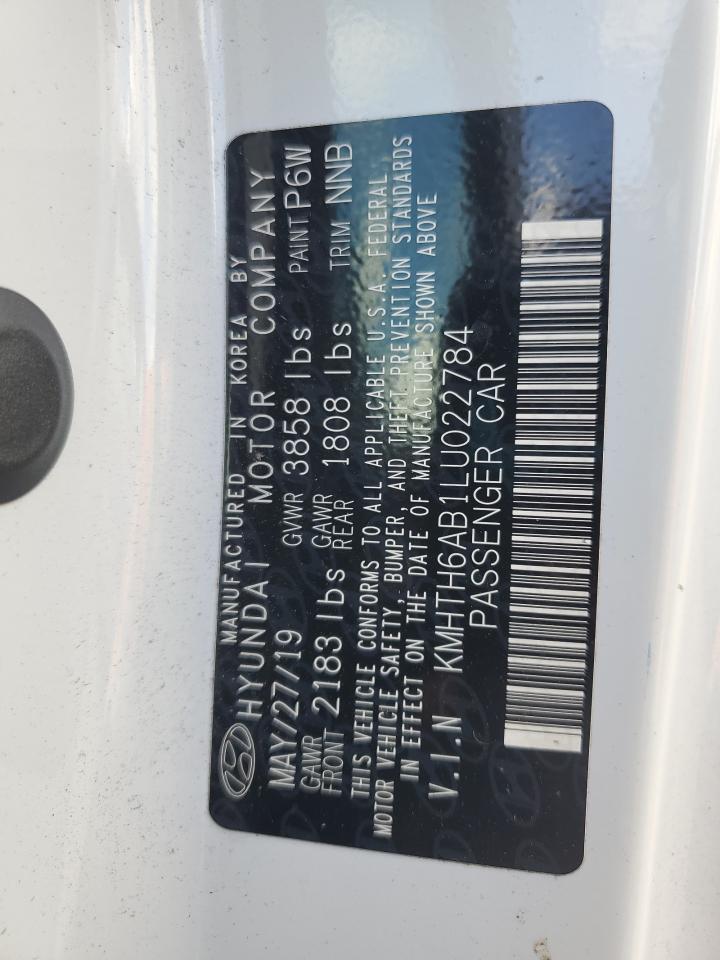 MANUFACTURED IN KOREA BY
HYUNDAI MOTOR COMPANY
MAY/27/19 GVWR 3858 lbs PAINT P6W
GAWR FRONT 2183 lbs GAWR REAR 1808 lbs TRIM NNB
THIS VEHICLE CONFORMS TO ALL APPLICABLE U.S.A. FEDERAL
MOTOR VEHICLE SAFETY, BUMPER, AND THEFT PREVENTION STANDARDS
IN EFFECT ON THE DATE OF MANUFACTURE SHOWN ABOVE
V.I.N KMHTH6AB1LU022784
PASSENGER CAR